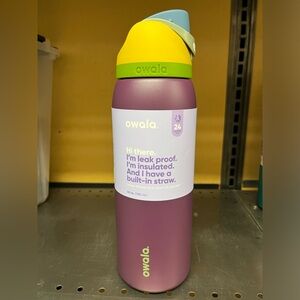 owala
owala.
24
Hi there.
I'm leak proof.
I'm insulated.
And I have a
built-in straw.
owala.